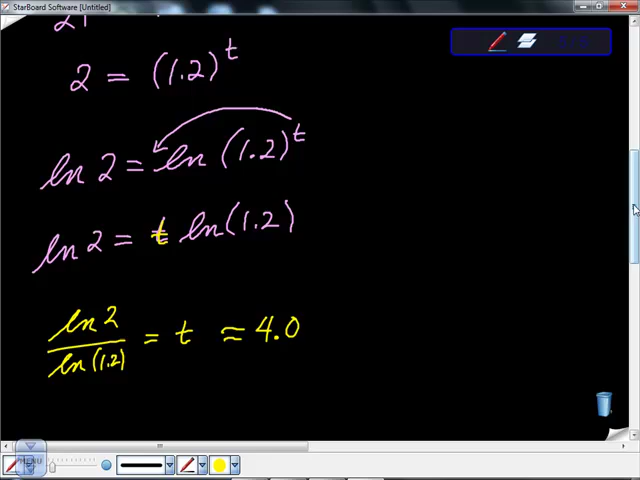 StarBoard Software [Untitled]
2 = (1.2)^t
ln 2 = ln (1.2)^t
ln 2 = t ln(1.2)
ln 2 / ln(1.2) = t ≈ 4.0
MENU